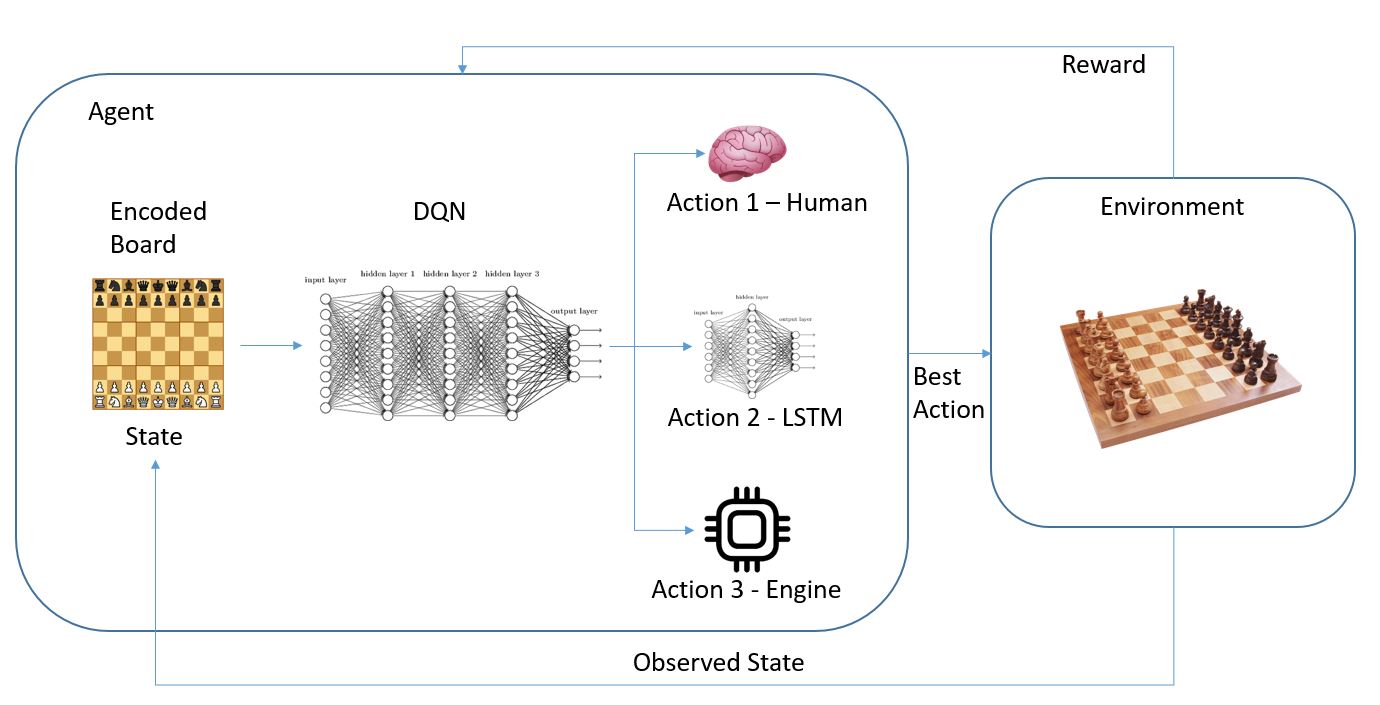 Reward
Agent
Environment
Encoded
Board
DQN
Action 1 – Human
input layer
hidden layer 1
hidden layer 2
hidden layer 3
output layer
hidden layer
input layer
output layer
Best
Action
Action 2 - LSTM
State
Action 3 - Engine
Observed State